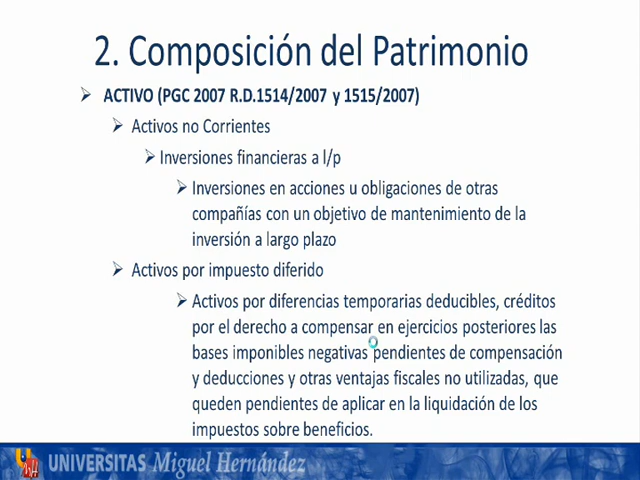 2. Composición del Patrimonio
ACTIVO (PGC 2007 R.D.1514/2007 y 1515/2007)
Activos no Corrientes
Inversiones financieras a l/p
Inversiones en acciones u obligaciones de otras
compañías con un objetivo de mantenimiento de la
inversión a largo plazo
Activos por impuesto diferido
Activos por diferencias temporarias deducibles, créditos
por el derecho a compensar en ejercicios posteriores las
bases imponibles negativas pendientes de compensación
y deducciones y otras ventajas fiscales no utilizadas, que
queden pendientes de aplicar en la liquidación de los
impuestos sobre beneficios.
UNIVERSITAS Miguel Hernández